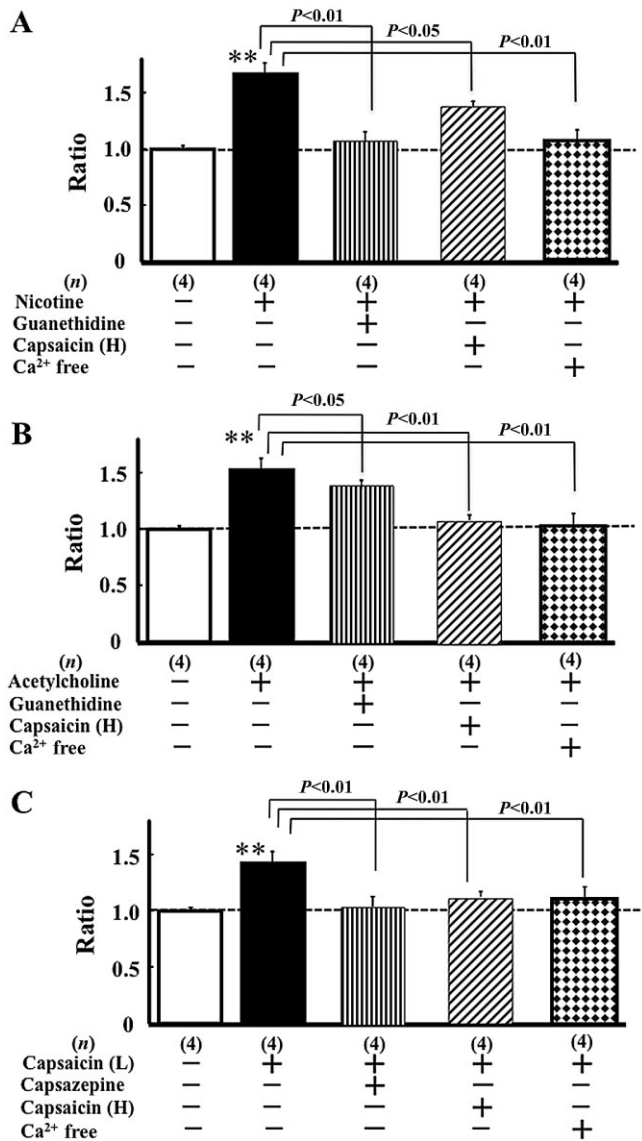 A
P<0.01
P<0.05
P<0.01
**
1.5
1.0
0.5
0
Ratio
(n) (4) (4) (4) (4) (4)
Nicotine − + + + +
Guanethidine − − + − −
Capsaicin (H) − − − + −
Ca²⁺ free − − − − +
B
P<0.05
P<0.01
P<0.01
**
1.5
1.0
0.5
0
Ratio
(n) (4) (4) (4) (4) (4)
Acetylcholine − + + + +
Guanethidine − − + − −
Capsaicin (H) − − − + −
Ca²⁺ free − − − − +
C
P<0.01
P<0.01
P<0.01
**
1.5
1.0
0.5
0
Ratio
(n) (4) (4) (4) (4) (4)
Capsaicin (L) − + + + +
Capsazepine − − + − −
Capsaicin (H) − − − + −
Ca²⁺ free − − − − +